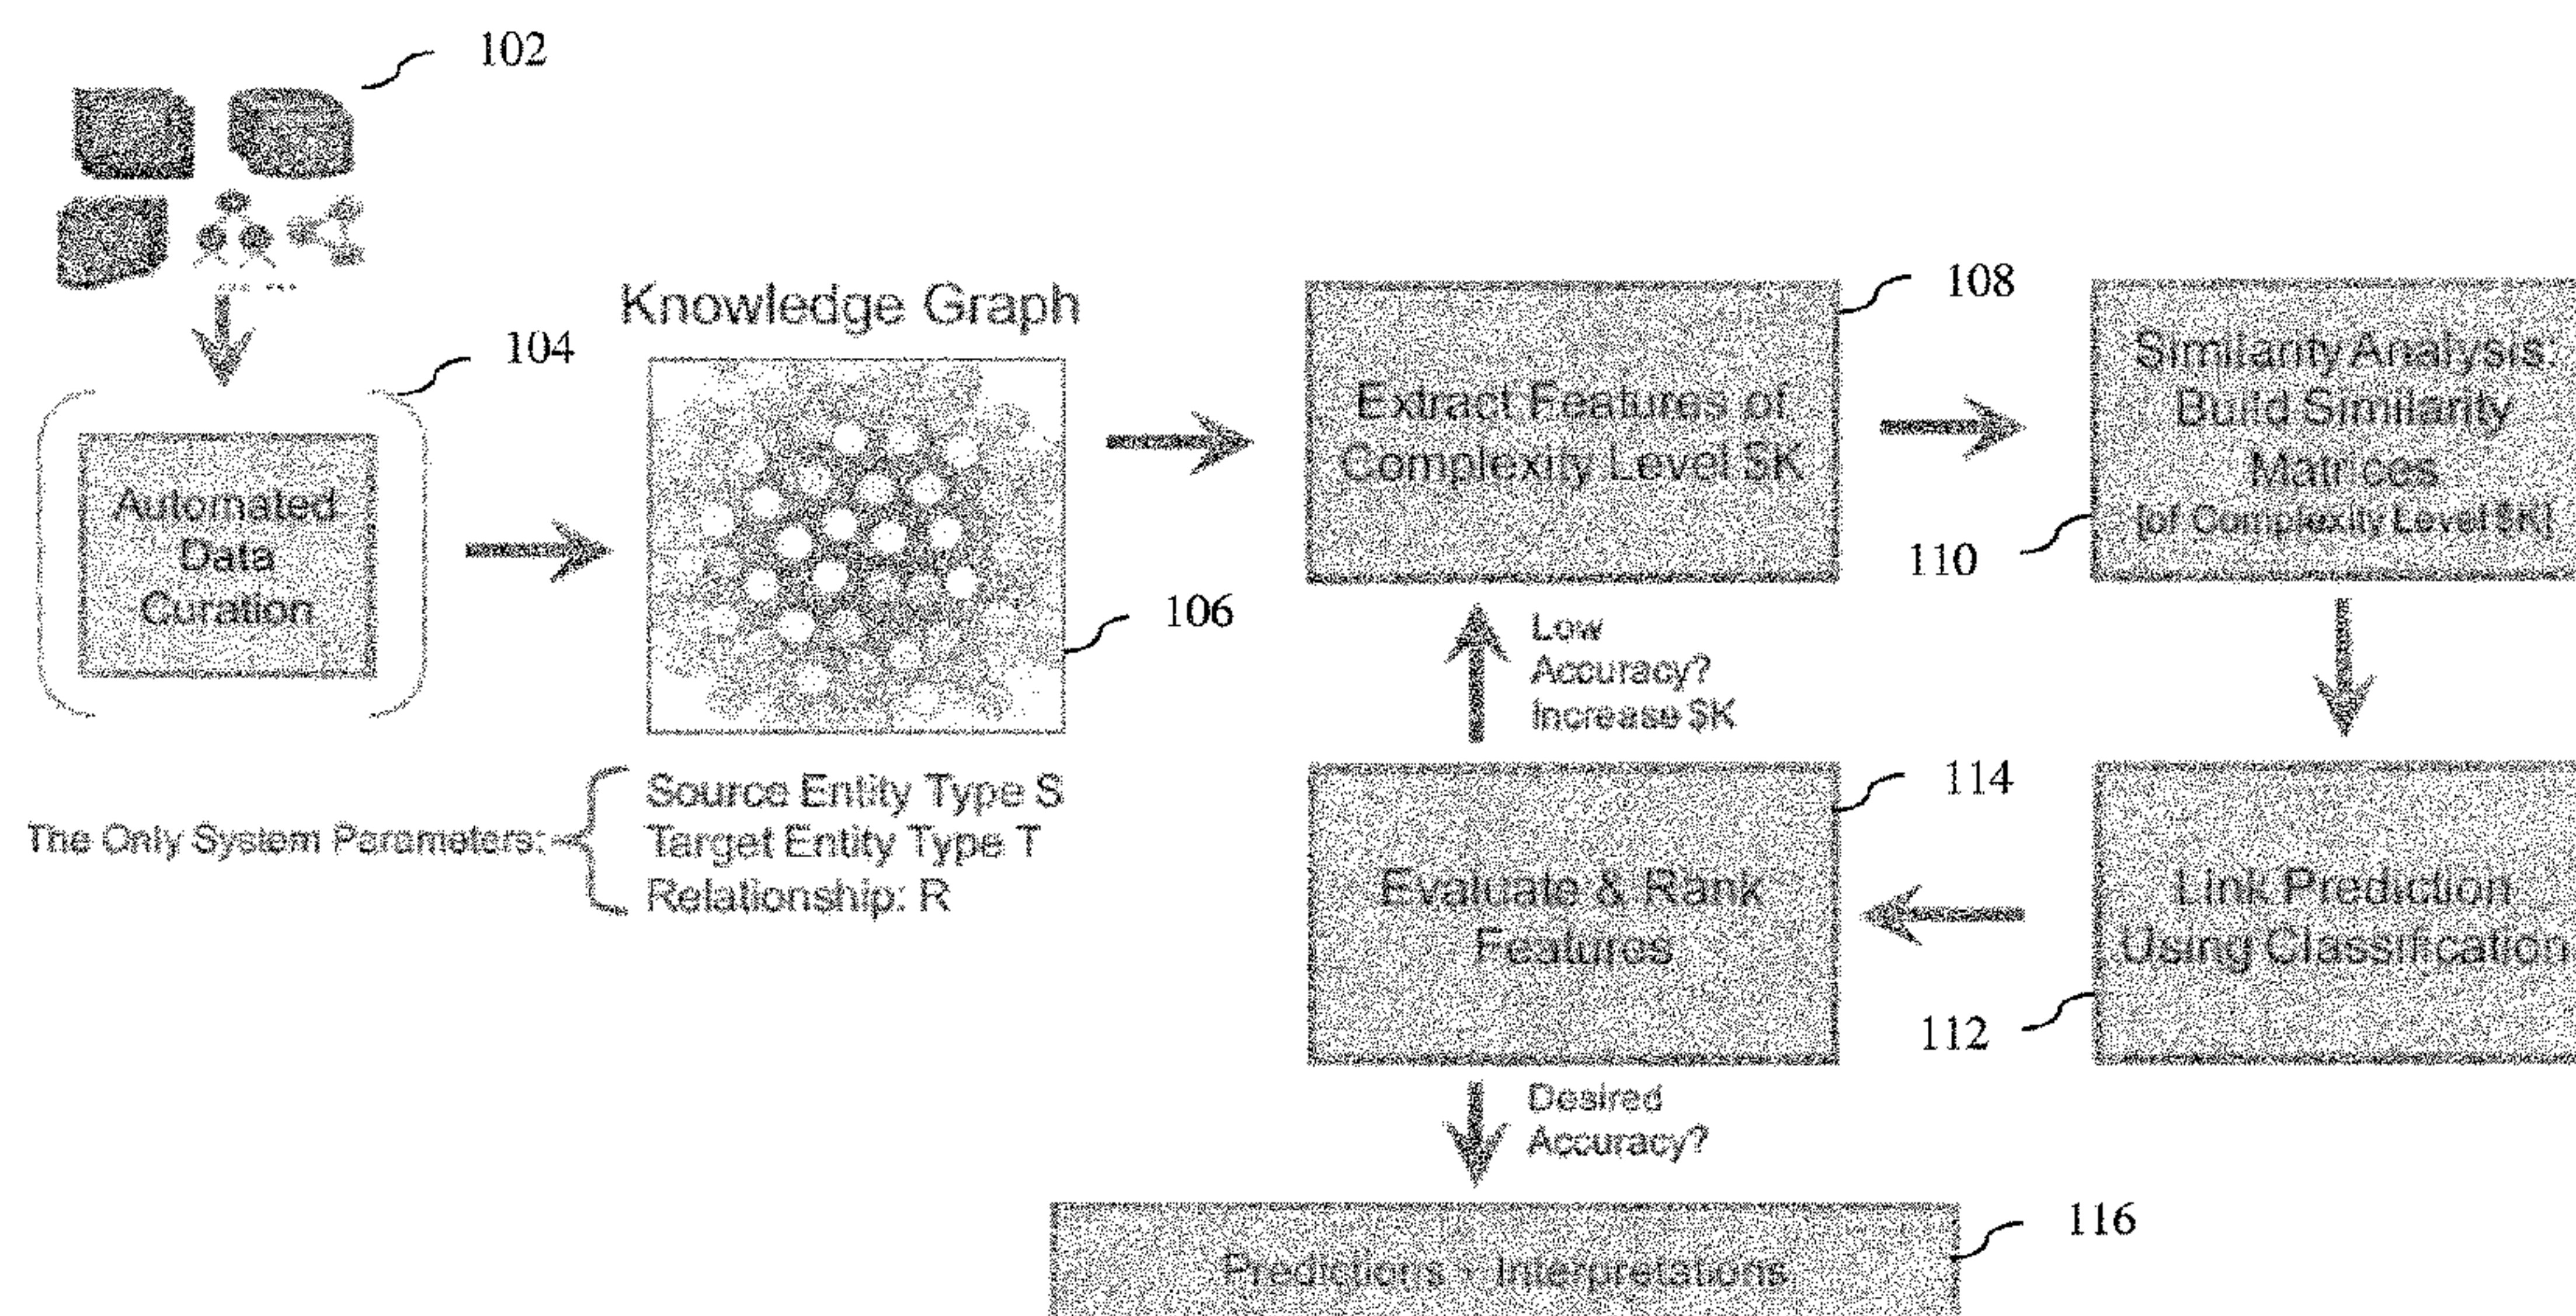 102
104
Automated
Data
Curation
Knowledge Graph
106
The Only System Parameters:
Source Entity Type S
Target Entity Type T
Relationship: R
108
Extract Features of
Complexity Level $K
Similarity Analysis:
Build Similarity
Matrices
[of Complexity Level $K]
110
Low
Accuracy?
Increase $K
114
Evaluate & Rank
Features
Link Prediction
Using Classification
112
Desired
Accuracy?
116
Predictions + Interpretations